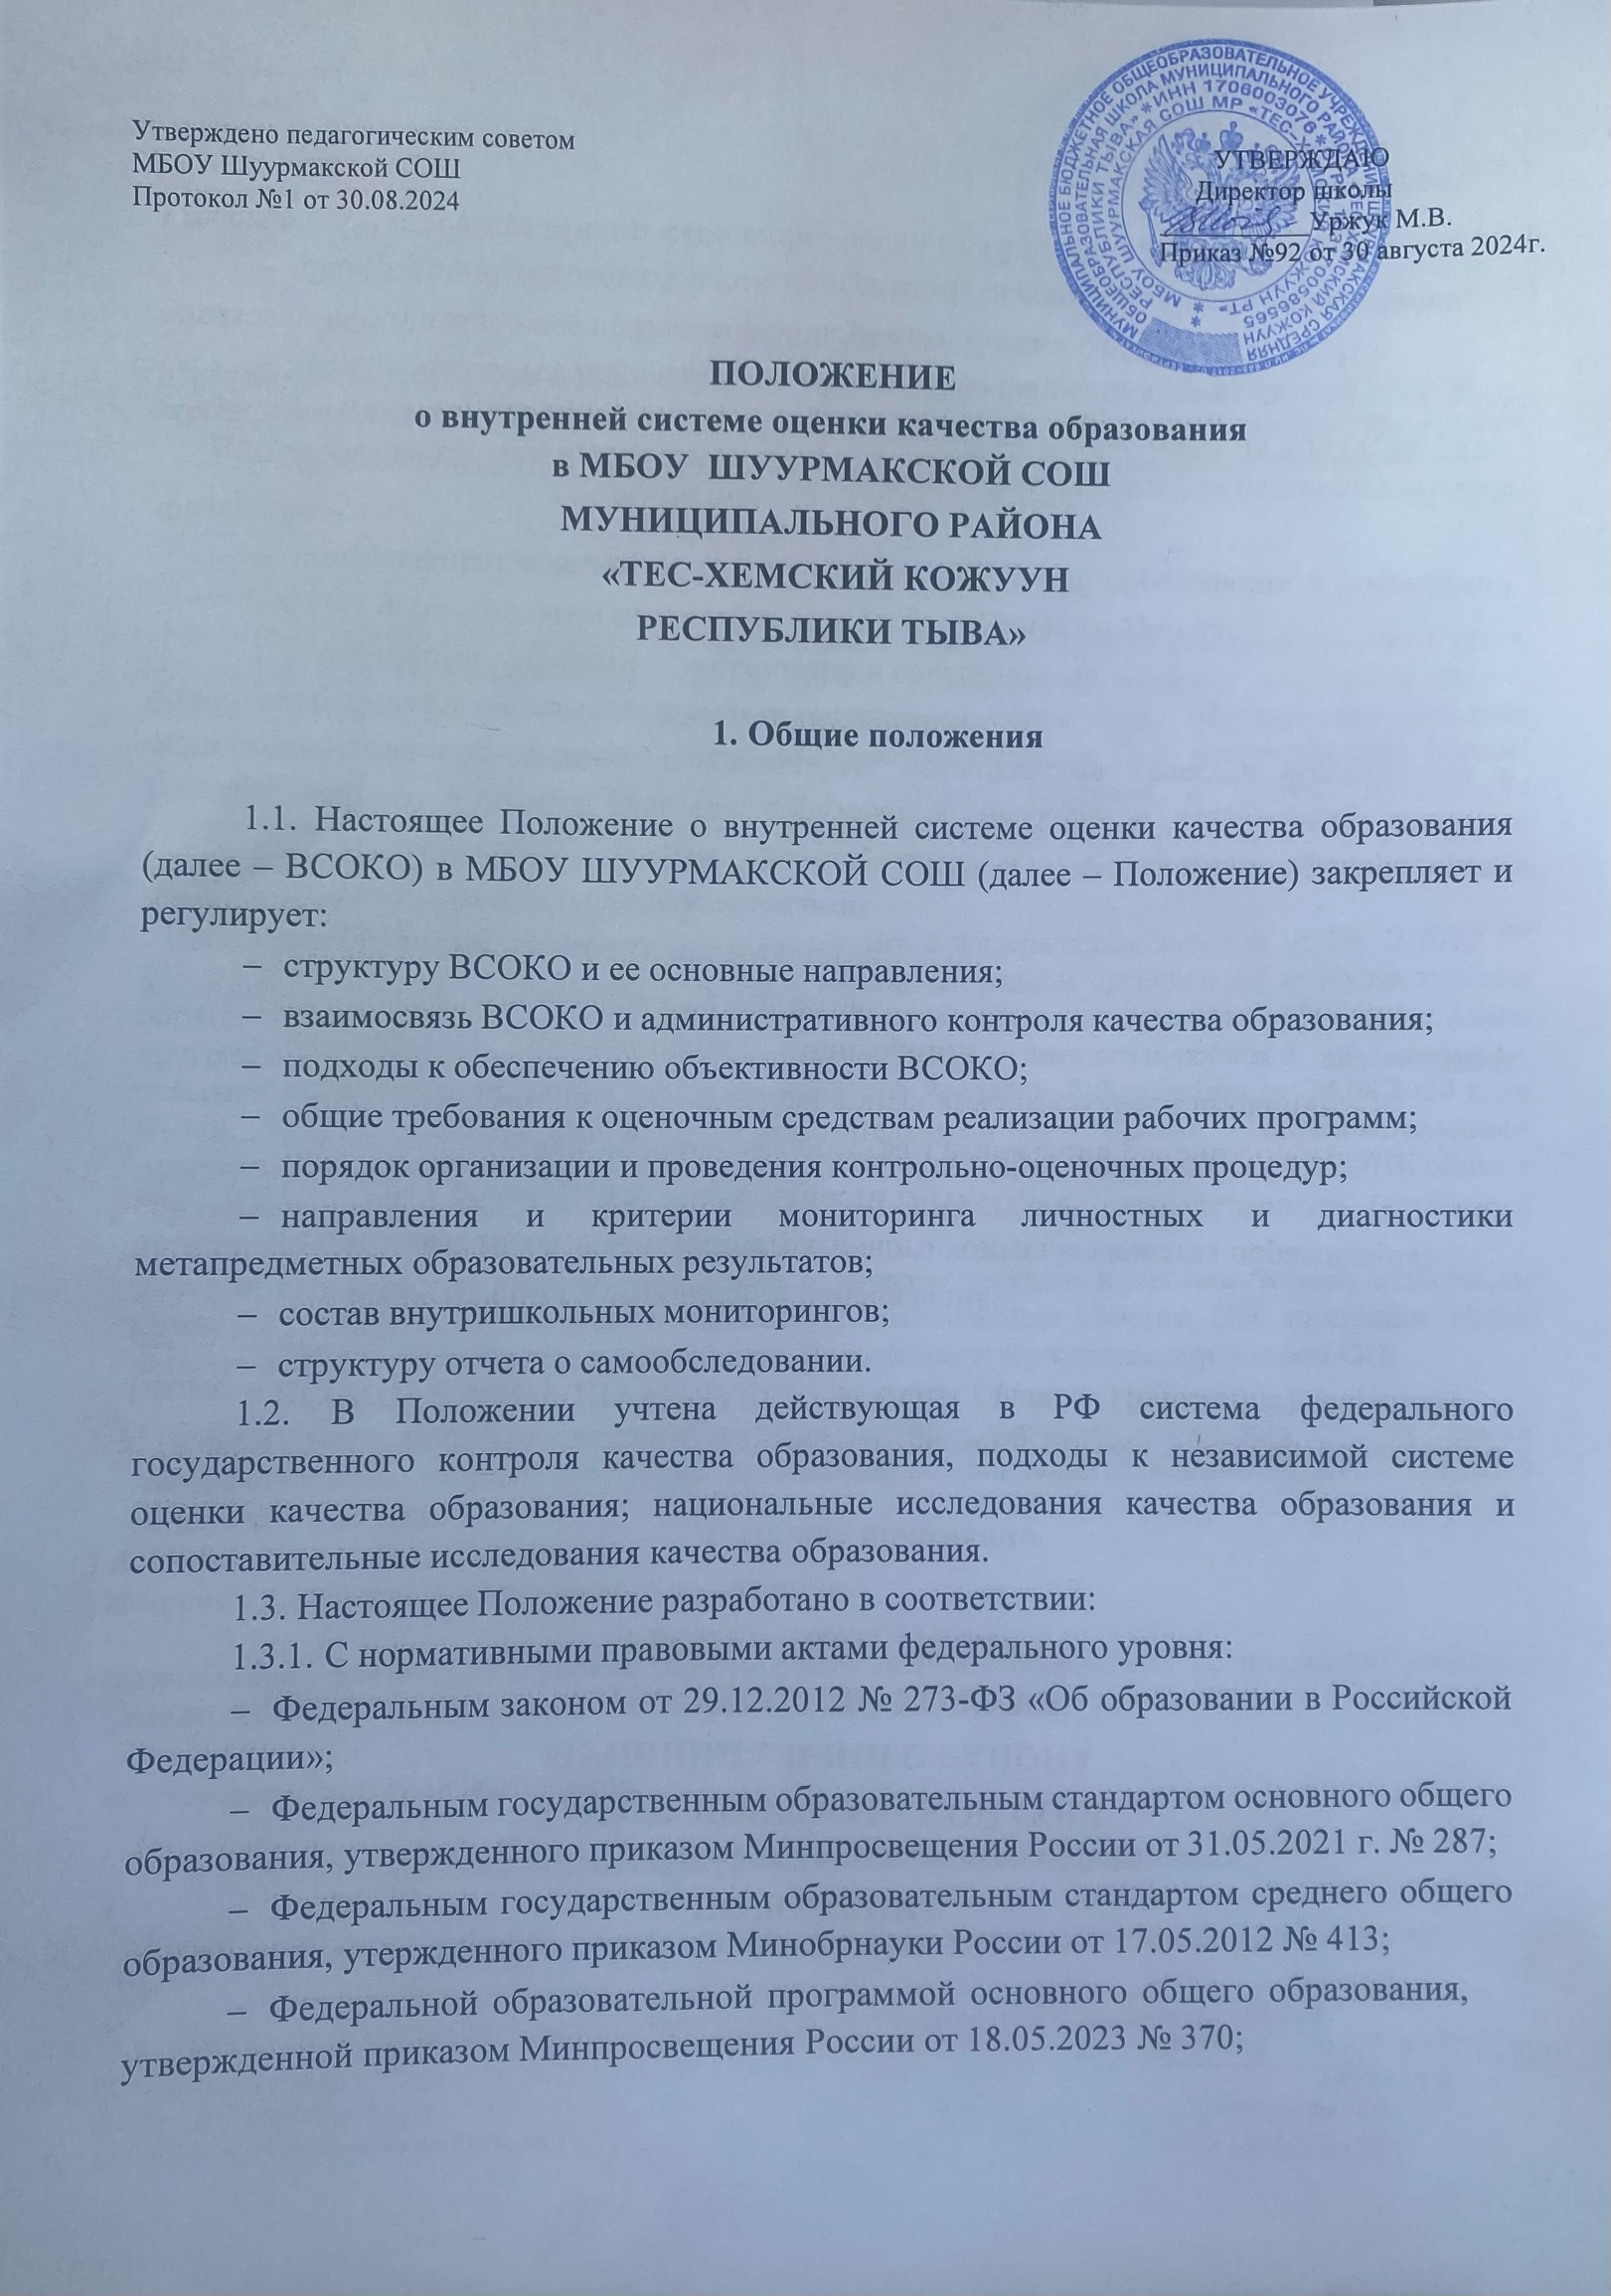 Утверждено педагогическим советом
МБОУ Шуурмакской СОШ
Протокол №1 от 30.08.2024
УТВЕРЖДАЮ
Директор школы
Уржук М.В.
Приказ №92 от 30 августа 2024г.
ПОЛОЖЕНИЕ
о внутренней системе оценки качества образования
в МБОУ ШУУРМАКСКОЙ СОШ
МУНИЦИПАЛЬНОГО РАЙОНА
«ТЕС-ХЕМСКИЙ КОЖУУН
РЕСПУБЛИКИ ТЫВА»
1. Общие положения
1.1. Настоящее Положение о внутренней системе оценки качества образования
(далее – ВСОКО) в МБОУ ШУУРМАКСКОЙ СОШ (далее – Положение) закрепляет и
регулирует:
– структуру ВСОКО и ее основные направления;
– взаимосвязь ВСОКО и административного контроля качества образования;
– подходы к обеспечению объективности ВСОКО;
– общие требования к оценочным средствам реализации рабочих программ;
– порядок организации и проведения контрольно-оценочных процедур;
– направления и критерии мониторинга личностных и диагностики
метапредметных образовательных результатов;
– состав внутришкольных мониторингов;
– структуру отчета о самообследовании.
1.2. В Положении учтена действующая в РФ система федерального
государственного контроля качества образования, подходы к независимой системе
оценки качества образования; национальные исследования качества образования и
сопоставительные исследования качества образования.
1.3. Настоящее Положение разработано в соответствии:
1.3.1. С нормативными правовыми актами федерального уровня:
– Федеральным законом от 29.12.2012 № 273-ФЗ «Об образовании в Российской
Федерации»;
– Федеральным государственным образовательным стандартом основного общего
образования, утвержденного приказом Минпросвещения России от 31.05.2021 г. № 287;
– Федеральным государственным образовательным стандартом среднего общего
образования, утержденного приказом Минобрнауки России от 17.05.2012 № 413;
– Федеральной образовательной программой основного общего образования,
утвержденной приказом Минпросвещения России от 18.05.2023 № 370;